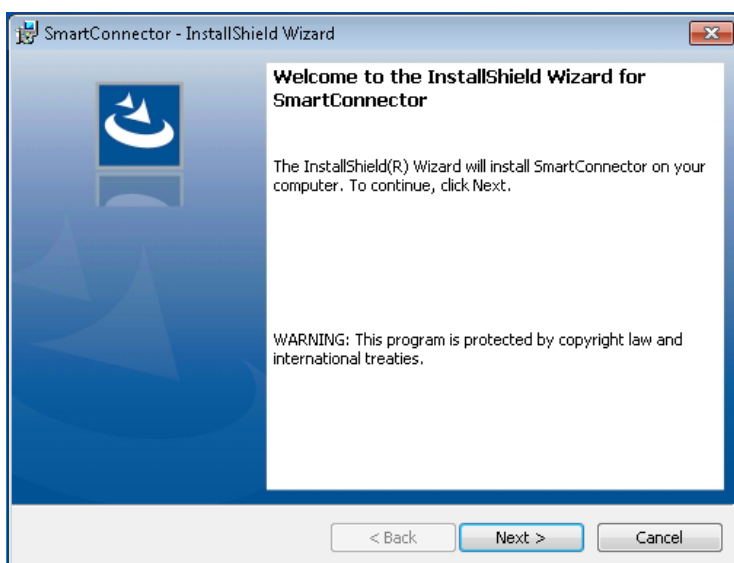 SmartConnector - InstallShield Wizard
Welcome to the InstallShield Wizard for
SmartConnector
The InstallShield(R) Wizard will install SmartConnector on your
computer. To continue, click Next.
WARNING: This program is protected by copyright law and
international treaties.
< Back
Next >
Cancel